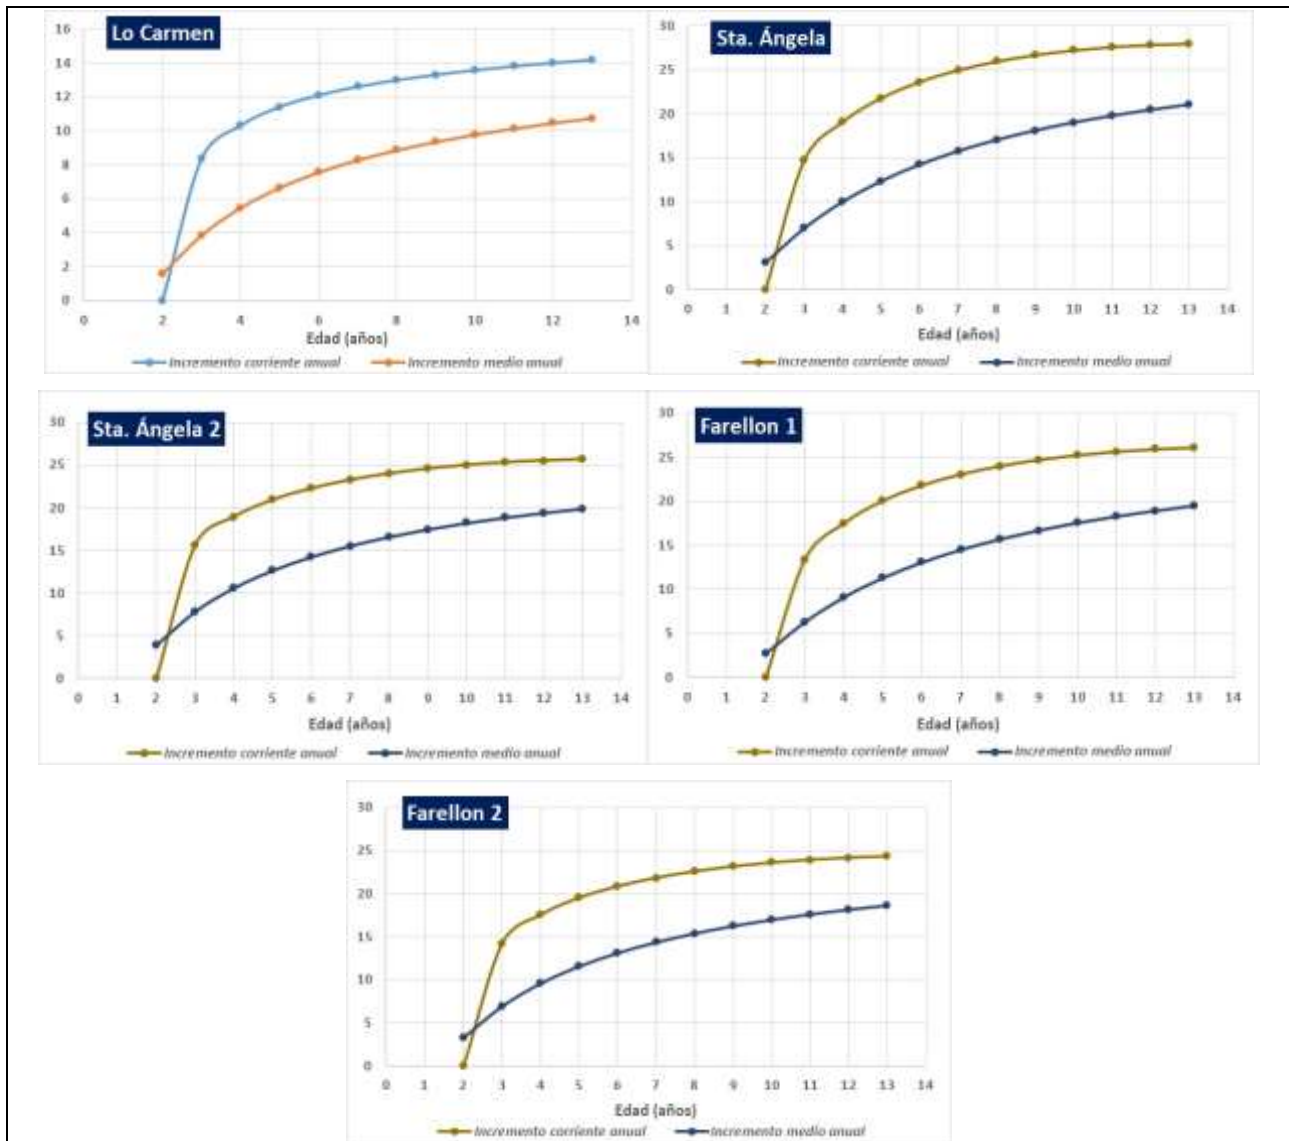 Lo Carmen
16
14
12
10
8
6
4
2
0
0 2 4 6 8 10 12 14
Edad (años)
Incremento corriente anual Incremento medio anual
Sta. Ángela
30
25
20
15
10
5
0
0 1 2 3 4 5 6 7 8 9 10 11 12 13 14
Edad (años)
Incremento corriente anual Incremento medio anual
Sta. Ángela 2
30
25
20
15
10
5
0
0 1 2 3 4 5 6 7 8 9 10 11 12 13 14
Edad (años)
Incremento corriente anual Incremento medio anual
Farellon 1
30
25
20
15
10
5
0
0 1 2 3 4 5 6 7 8 9 10 11 12 13 14
Edad (años)
Incremento corriente anual Incremento medio anual
Farellon 2
30
25
20
15
10
5
0
0 1 2 3 4 5 6 7 8 9 10 11 12 13 14
Edad (años)
Incremento corriente anual Incremento medio anual